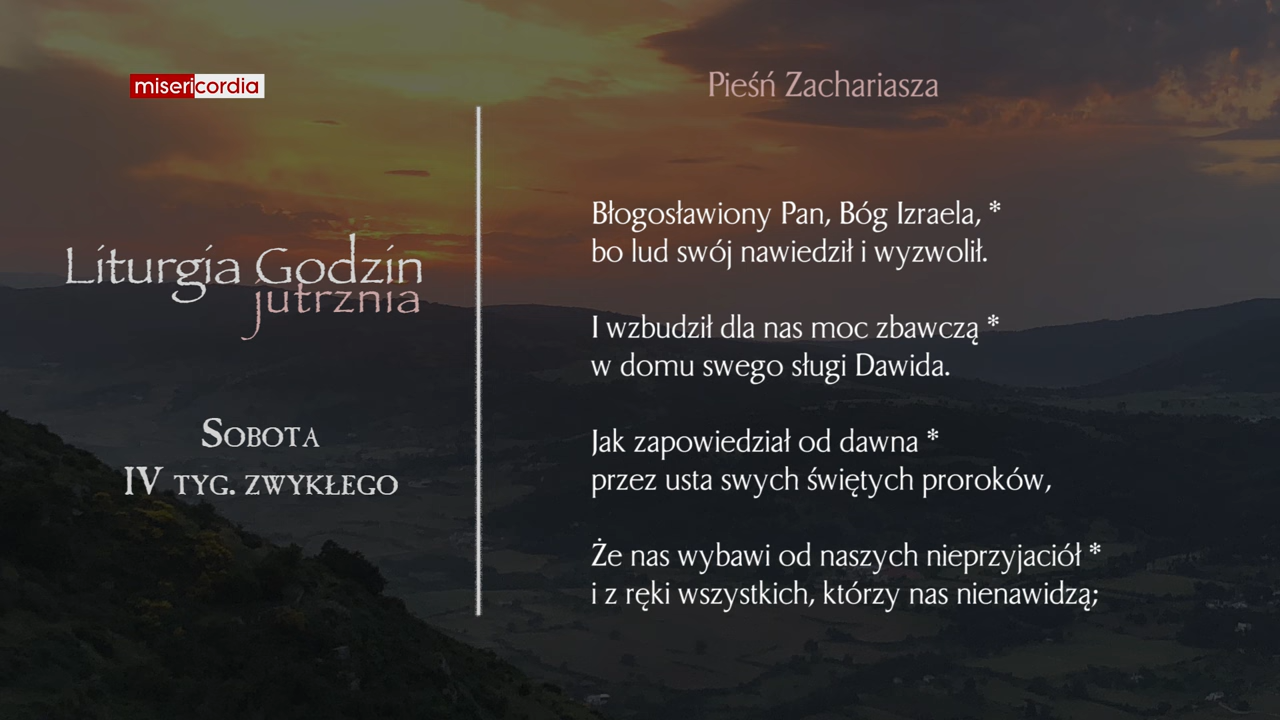 misericordia
Liturgia Godzin
jutrznia
Sobota
IV tyg. zwykłego
Pieśń Zachariasza
Błogosławiony Pan, Bóg Izraela, *
bo lud swój nawiedził i wyzwolił.
I wzbudził dla nas moc zbawczą *
w domu swego sługi Dawida.
Jak zapowiedział od dawna *
przez usta swych świętych proroków,
Że nas wybawi od naszych nieprzyjaciół *
i z ręki wszystkich, którzy nas nienawidzą;